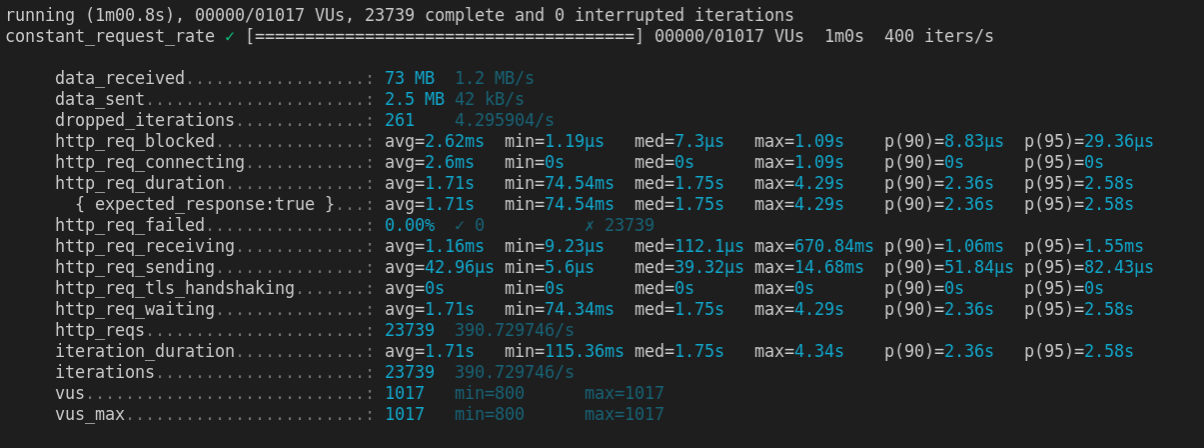 running (1m00.8s), 00000/01017 VUs, 23739 complete and 0 interrupted iterations
constant_request_rate ✓ [======================================] 00000/01017 VUs  1m0s  400 iters/s

     data_received..................: 73 MB  1.2 MB/s
     data_sent......................: 2.5 MB 42 kB/s
     dropped_iterations.............: 261    4.295904/s
     http_req_blocked...............: avg=2.62ms  min=1.19µs   med=7.3µs   max=1.09s    p(90)=8.83µs  p(95)=29.36µs
     http_req_connecting............: avg=2.6ms   min=0s       med=0s      max=1.09s    p(90)=0s      p(95)=0s
     http_req_duration..............: avg=1.71s   min=74.54ms  med=1.75s   max=4.29s    p(90)=2.36s   p(95)=2.58s
       { expected_response:true }...: avg=1.71s   min=74.54ms  med=1.75s   max=4.29s    p(90)=2.36s   p(95)=2.58s
     http_req_failed................: 0.00%  ✓ 0          ✗ 23739
     http_req_receiving.............: avg=1.16ms  min=9.23µs   med=112.1µs max=670.84ms p(90)=1.06ms  p(95)=1.55ms
     http_req_sending...............: avg=42.96µs min=5.6µs    med=39.32µs max=14.68ms  p(90)=51.84µs p(95)=82.43µs
     http_req_tls_handshaking.......: avg=0s      min=0s       med=0s      max=0s       p(90)=0s      p(95)=0s
     http_req_waiting...............: avg=1.71s   min=74.34ms  med=1.75s   max=4.29s    p(90)=2.36s   p(95)=2.58s
     http_reqs......................: 23739  390.729746/s
     iteration_duration.............: avg=1.71s   min=115.36ms med=1.75s   max=4.34s    p(90)=2.36s   p(95)=2.58s
     iterations.....................: 23739  390.729746/s
     vus............................: 1017   min=800      max=1017
     vus_max........................: 1017   min=800      max=1017